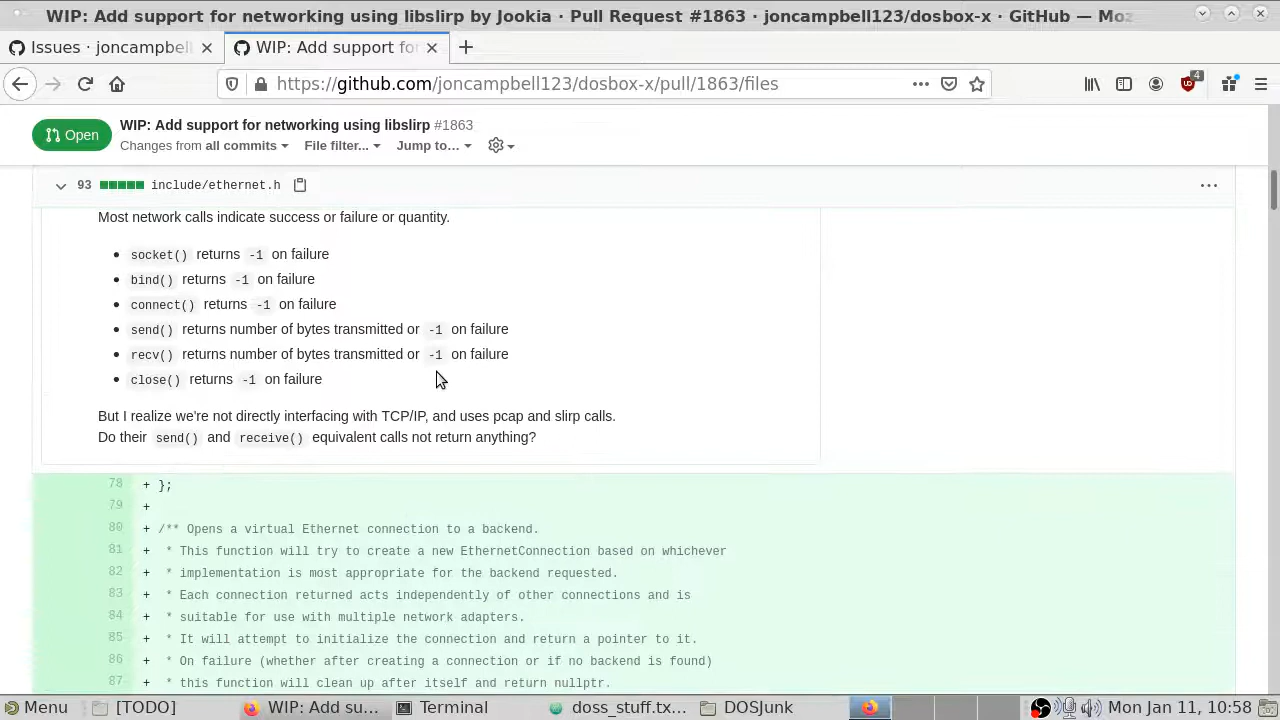 WIP: Add support for networking using libslirp by Jookia · Pull Request #1863 · joncampbell123/dosbox-x · GitHub — Moz
Issues · joncampbell
WIP: Add support for
https://github.com/joncampbell123/dosbox-x/pull/1863/files
4
Open
WIP: Add support for networking using libslirp #1863
Changes from all commits File filter... Jump to...
93 include/ethernet.h
Most network calls indicate success or failure or quantity.
• socket() returns -1 on failure
• bind() returns -1 on failure
• connect() returns -1 on failure
• send() returns number of bytes transmitted or -1 on failure
• recv() returns number of bytes transmitted or -1 on failure
• close() returns -1 on failure
But I realize we're not directly interfacing with TCP/IP, and uses pcap and slirp calls.
Do their send() and receive() equivalent calls not return anything?
78 + };
79 +
80 + /** Opens a virtual Ethernet connection to a backend.
81 + * This function will try to create a new EthernetConnection based on whichever
82 + * implementation is most appropriate for the backend requested.
83 + * Each connection returned acts independently of other connections and is
84 + * suitable for use with multiple network adapters.
85 + * It will attempt to initialize the connection and return a pointer to it.
86 + * On failure (whether after creating a connection or if no backend is found)
87 + * this function will clean up after itself and return nullptr.
Menu [TODO] WIP: Add su... Terminal doss_stuff.tx... DOSJunk Mon Jan 11, 10:58